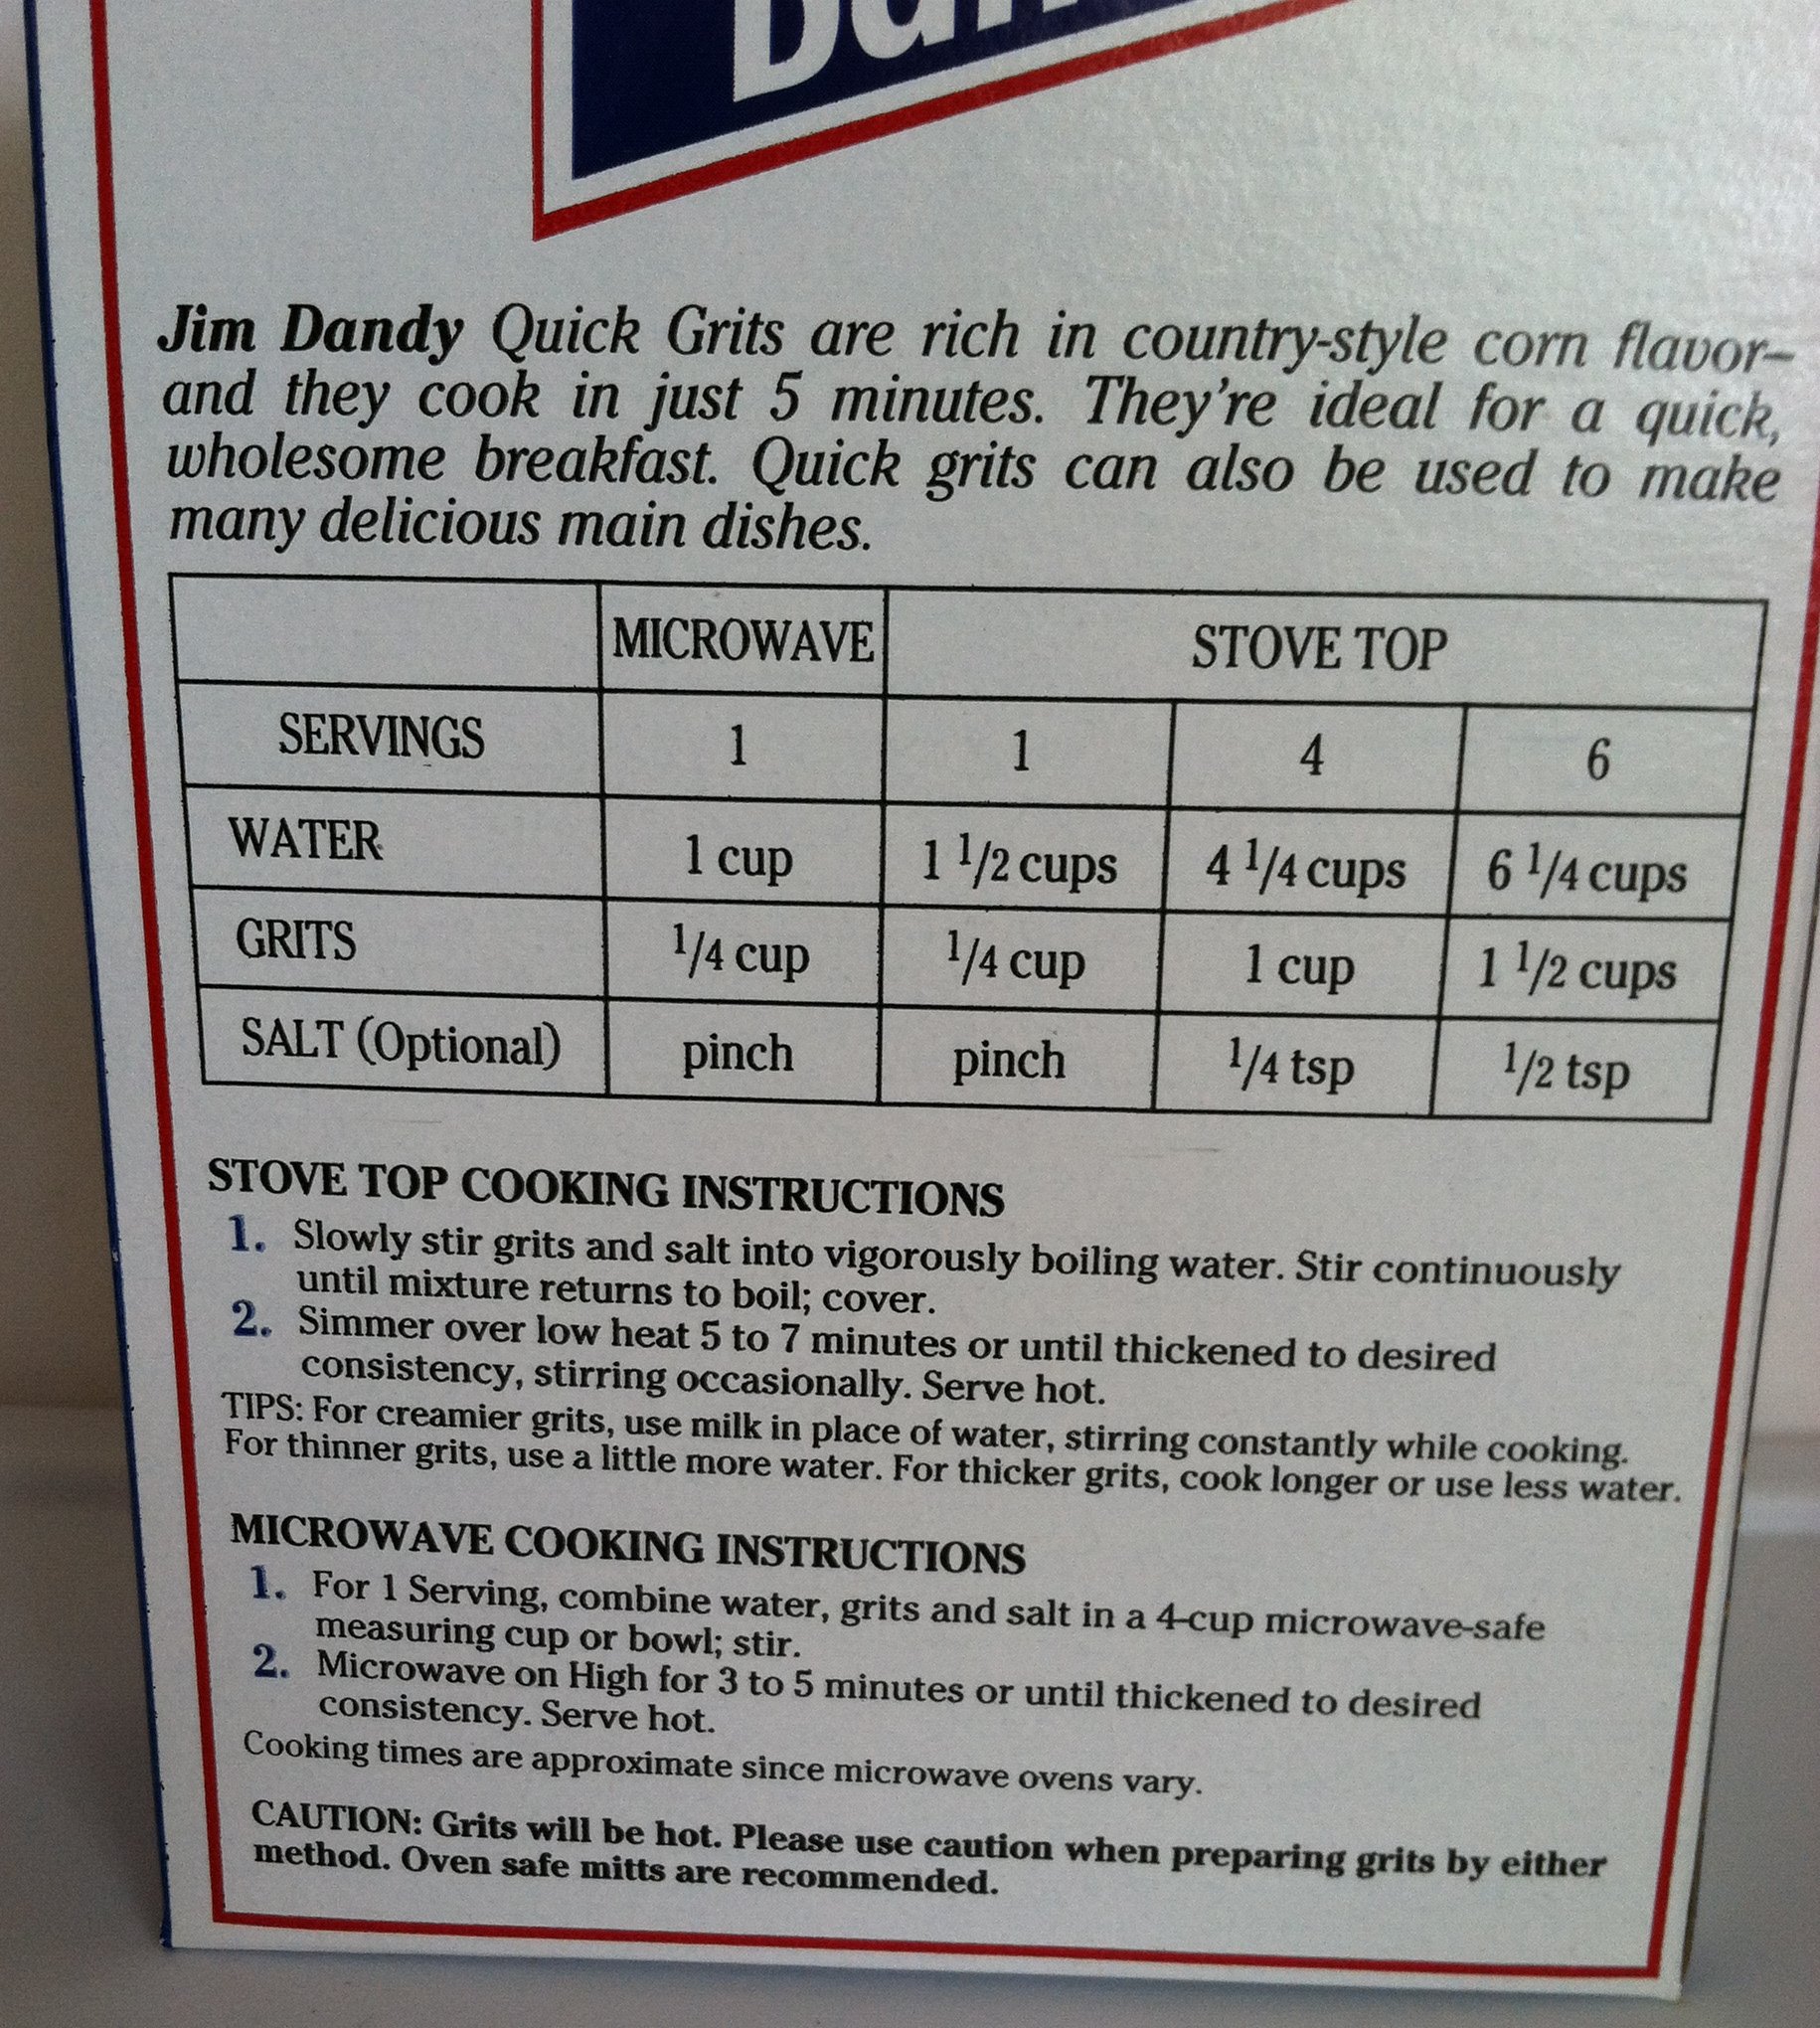 Jim Dandy Quick Grits are rich in country-style corn flavor–
and they cook in just 5 minutes. They're ideal for a quick,
wholesome breakfast. Quick grits can also be used to make
many delicious main dishes.
MICROWAVE STOVE TOP
SERVINGS 1 1 4 6
WATER 1 cup 1 1/2 cups 4 1/4 cups 6 1/4 cups
GRITS 1/4 cup 1/4 cup 1 cup 1 1/2 cups
SALT (Optional) pinch pinch 1/4 tsp 1/2 tsp
STOVE TOP COOKING INSTRUCTIONS
1. Slowly stir grits and salt into vigorously boiling water. Stir continuously
until mixture returns to boil; cover.
2. Simmer over low heat 5 to 7 minutes or until thickened to desired
consistency, stirring occasionally. Serve hot.
TIPS: For creamier grits, use milk in place of water, stirring constantly while cooking.
For thinner grits, use a little more water. For thicker grits, cook longer or use less water.
MICROWAVE COOKING INSTRUCTIONS
1. For 1 Serving, combine water, grits and salt in a 4-cup microwave-safe
measuring cup or bowl; stir.
2. Microwave on High for 3 to 5 minutes or until thickened to desired
consistency. Serve hot.
Cooking times are approximate since microwave ovens vary.
CAUTION: Grits will be hot. Please use caution when preparing grits by either
method. Oven safe mitts are recommended.